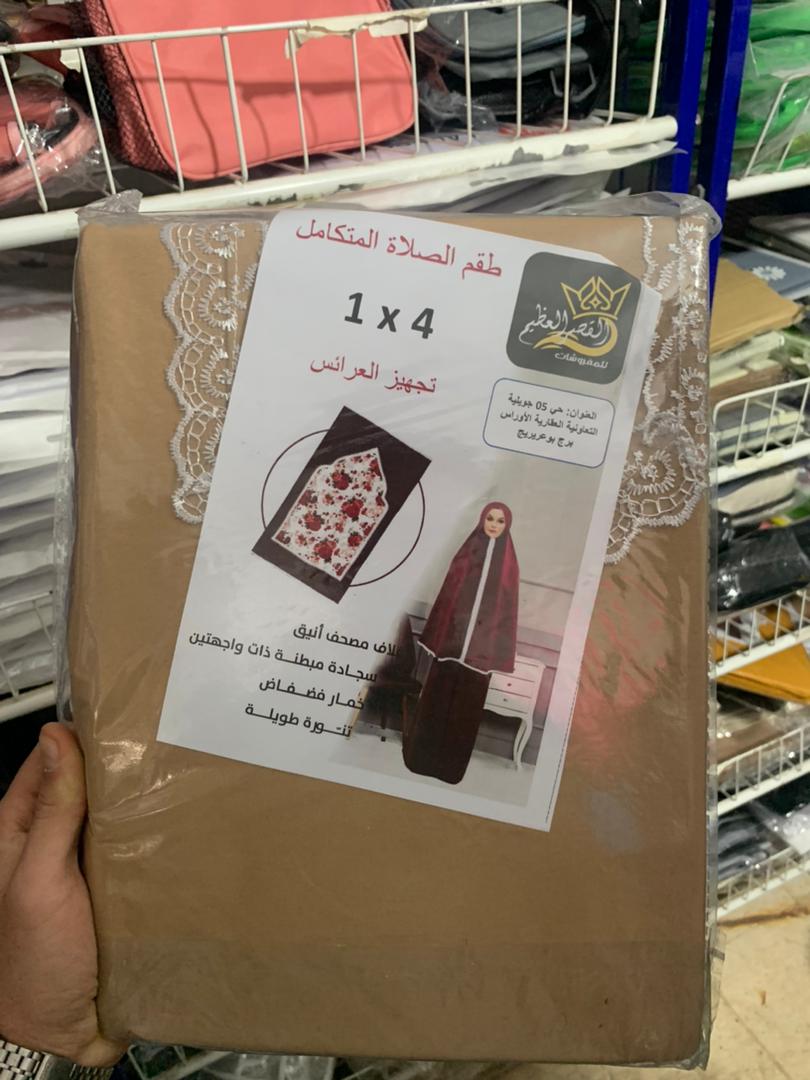 طقم الصلاة المتكامل
4 x 1
تجهيز العرائس
القصر العظيم
للمفروشات
العنوان: حي 05 جويلية
التعاونية العقارية الأوراس
برج بوعريريج
مصحف أنيق
سجادة مبطنة ذات واجهتين
خمار فضفاض
تنورة طويلة